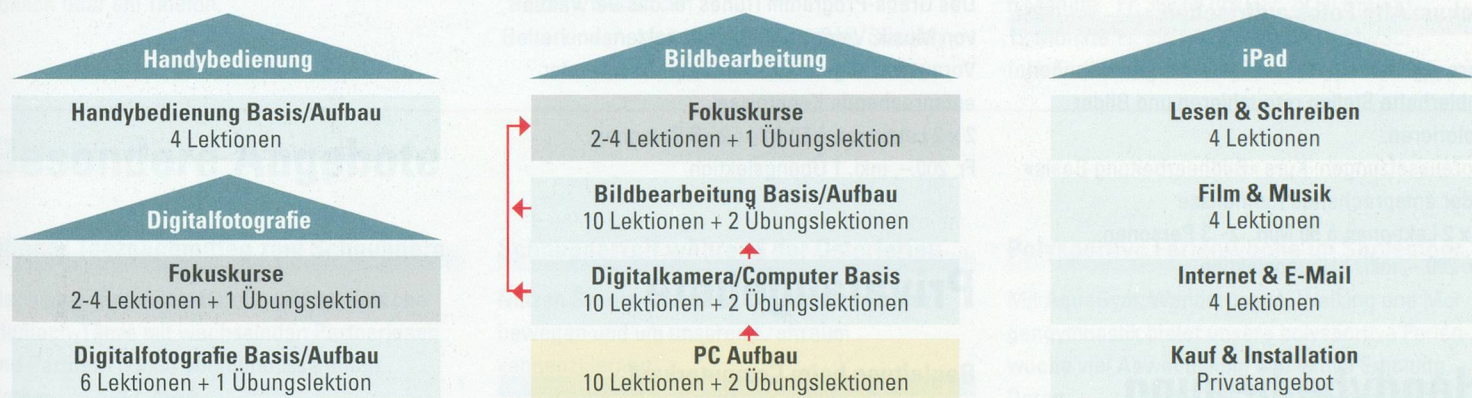 Handybedienung
Handybedienung Basis/Aufbau
4 Lektionen
Digitalfotografie
Fokuskurse
2-4 Lektionen + 1 Übungslektion
Digitalfotografie Basis/Aufbau
6 Lektionen + 1 Übungslektion
Bildbearbeitung
Fokuskurse
2-4 Lektionen + 1 Übungslektion
Bildbearbeitung Basis/Aufbau
10 Lektionen + 2 Übungslektionen
Digitalkamera/Computer Basis
10 Lektionen + 2 Übungslektionen
PC Aufbau
10 Lektionen + 2 Übungslektionen
iPad
Lesen & Schreiben
4 Lektionen
Film & Musik
4 Lektionen
Internet & E-Mail
4 Lektionen
Kauf & Installation
Privatangebot